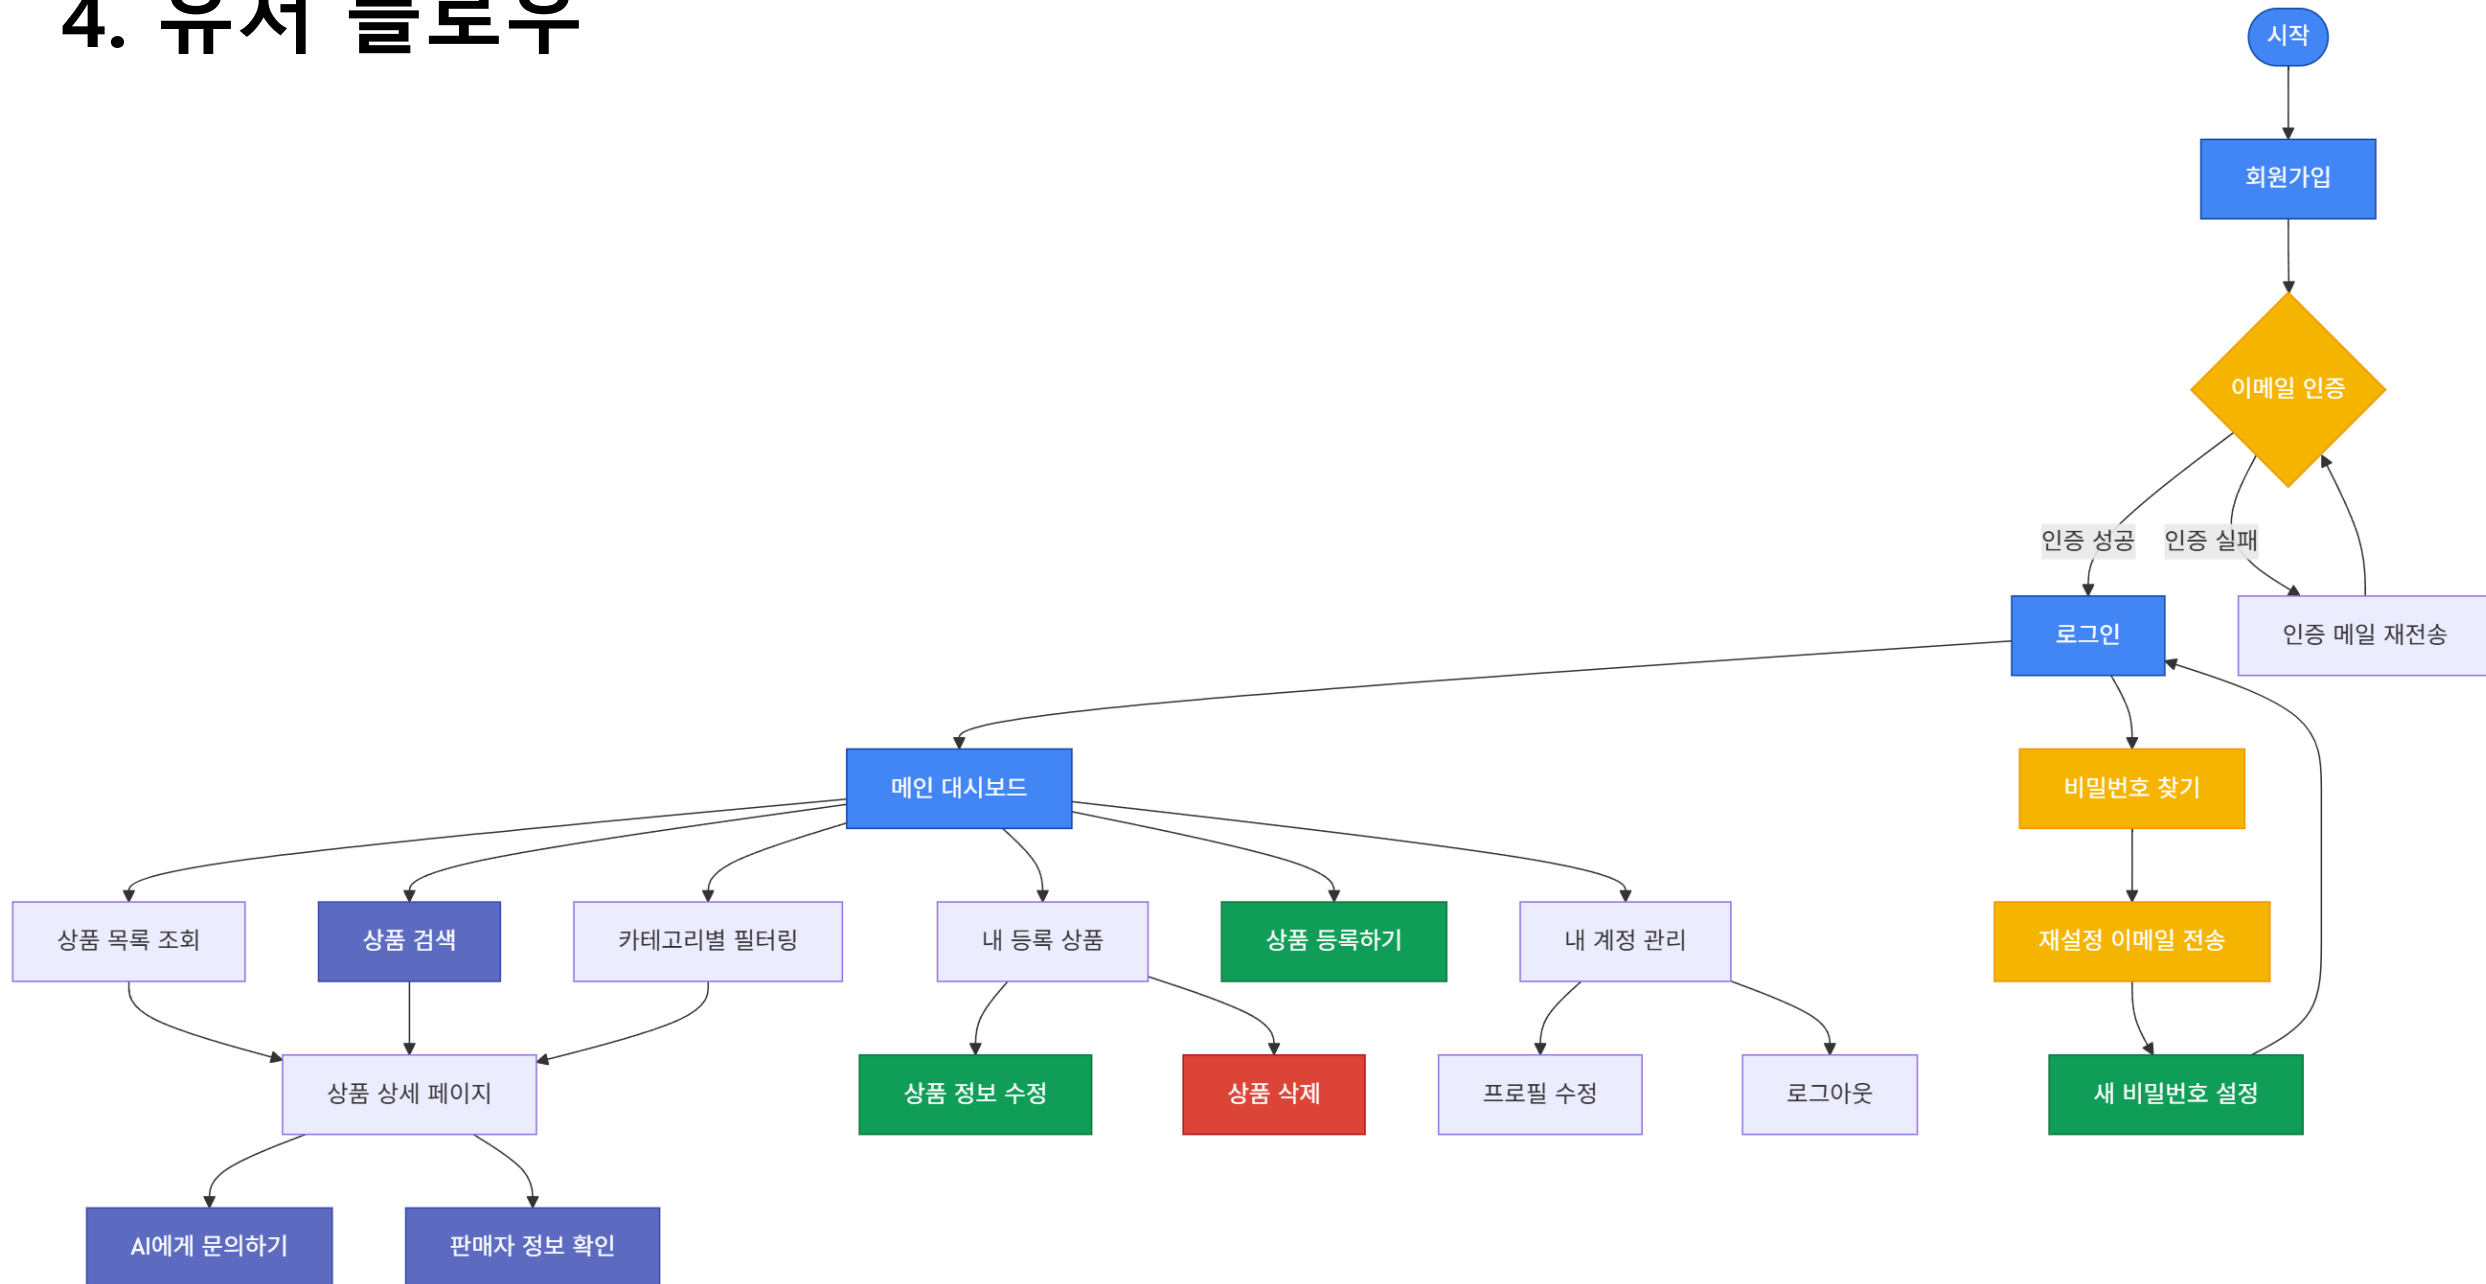 4. 유저 플로우
시작
회원가입
이메일 인증
인증 성공
인증 실패
로그인
인증 메일 재전송
메인 대시보드
비밀번호 찾기
상품 목록 조회
상품 검색
카테고리별 필터링
내 등록 상품
상품 등록하기
내 계정 관리
재설정 이메일 전송
상품 상세 페이지
상품 정보 수정
상품 삭제
프로필 수정
로그아웃
새 비밀번호 설정
AI에게 문의하기
판매자 정보 확인